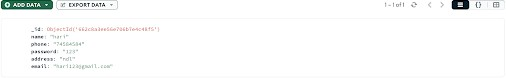 ADD DATA EXPORT DATA 1-1 of 1
_id: ObjectId('662c8a3ee56e706b7e4c48f5')
name: "hari"
phone: "74584584"
password: "123"
address: "ndl"
email: "hari123@gmail.com"